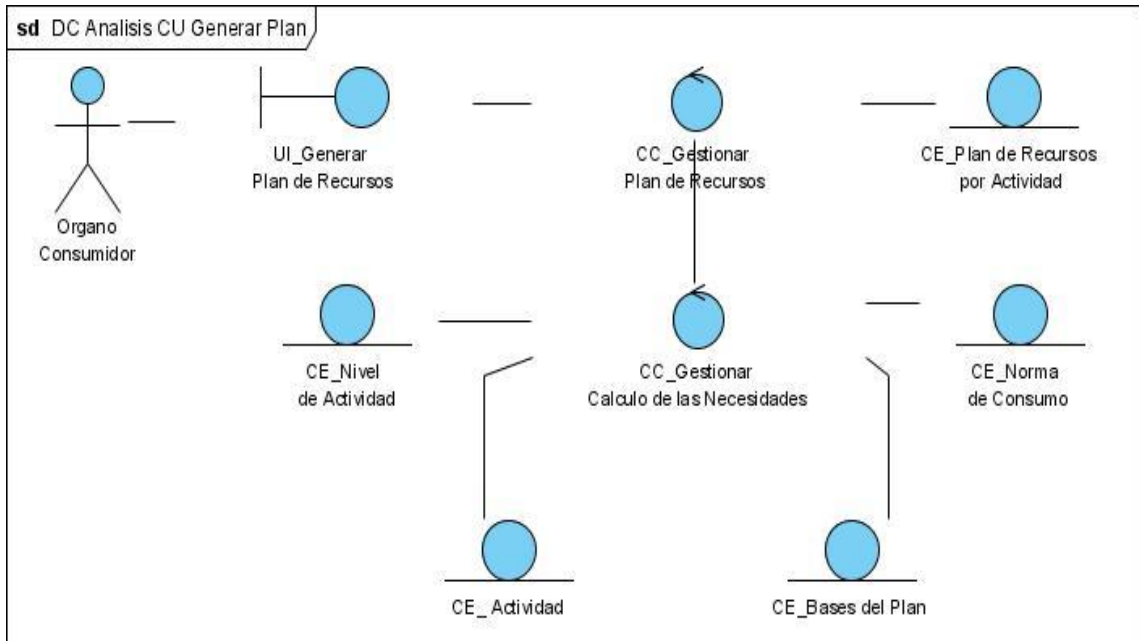 sd DC Analisis CU Generar Plan
Organo
Consumidor
UI_Generar
Plan de Recursos
CC_Gestionar
Plan de Recursos
CE_Plan de Recursos
por Actividad
CE_Nivel
de Actividad
CC_Gestionar
Calculo de las Necesidades
CE_Norma
de Consumo
CE_ Actividad
CE_Bases del Plan